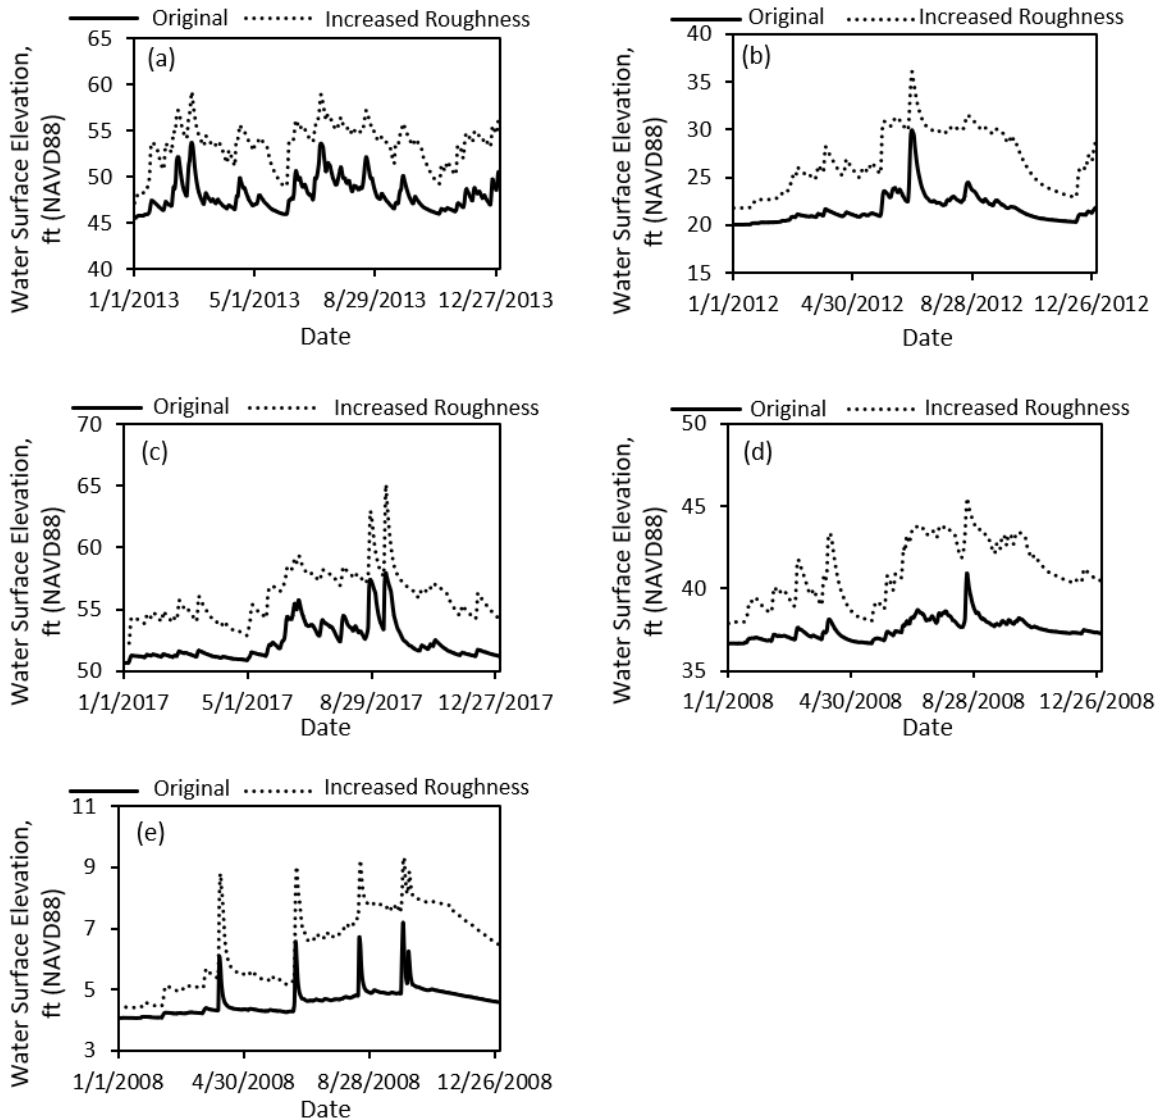 Original Increased Roughness
Water Surface Elevation,
ft (NAVD88)
(a)
65
60
55
50
45
40
1/1/2013 5/1/2013 8/29/2013 12/27/2013
Date
Original Increased Roughness
Water Surface Elevation,
ft (NAVD88)
(b)
40
35
30
25
20
15
1/1/2012 4/30/2012 8/28/2012 12/26/2012
Date
Original Increased Roughness
Water Surface Elevation,
ft (NAVD88)
(c)
70
65
60
55
50
1/1/2017 5/1/2017 8/29/2017 12/27/2017
Date
Original Increased Roughness
Water Surface Elevation,
ft (NAVD88)
(d)
50
45
40
35
1/1/2008 4/30/2008 8/28/2008 12/26/2008
Date
Original Increased Roughness
Water Surface Elevation,
ft (NAVD88)
(e)
11
9
7
5
3
1/1/2008 4/30/2008 8/28/2008 12/26/2008
Date